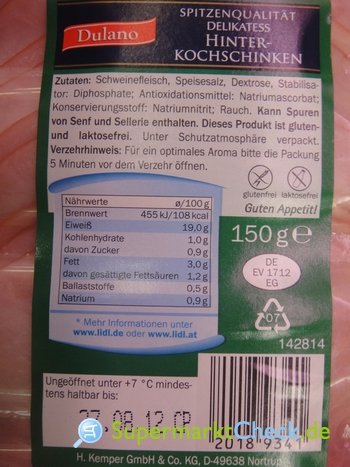 Dulano
SPITZENQUALITÄT
DELIKATESS
HINTER-
KOCHSCHINKEN
Zutaten: Schweinefleisch, Speisesalz, Dextrose, Stabilisa-
tor: Diphosphate; Antioxidationsmittel: Natriumascorbat;
Konservierungsstoff: Natriumnitrit; Rauch. Kann Spuren
von Senf und Sellerie enthalten. Dieses Produkt ist gluten-
und laktosefrei. Unter Schutzatmosphäre verpackt.
Verzehrhinweis: Für ein optimales Aroma bitte die Packung
5 Minuten vor dem Verzehr öffnen.
glutenfrei laktosefrei
Guten Appetit!
Nährwerte ø/100 g
Brennwert 455 kJ/108 kcal
Eiweiß 19,0 g
Kohlenhydrate 1,0 g
davon Zucker 0,9 g
Fett 3,0 g
davon gesättigte Fettsäuren 1,2 g
Ballaststoffe 0,5 g
Natrium 0,9 g
150 g e
DE
EV 1712
EG
* Mehr Informationen unter
www.lidl.de oder www.lidl.at
07
142814
Ungeöffnet unter +7 °C mindes-
tens haltbar bis:
27.09.12 CP
SupermarktCheck.de
2018 9341
H. Kemper GmbH & Co. KG, D-49638 Nortrup